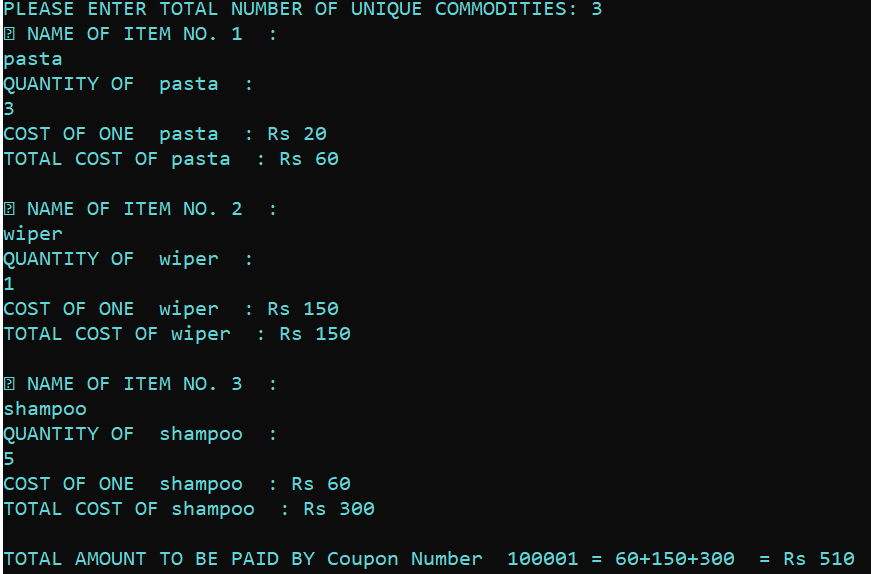 PLEASE ENTER TOTAL NUMBER OF UNIQUE COMMODITIES: 3
⍰ NAME OF ITEM NO. 1  :
pasta
QUANTITY OF  pasta  :
3
COST OF ONE  pasta  : Rs 20
TOTAL COST OF pasta  : Rs 60
⍰ NAME OF ITEM NO. 2  :
wiper
QUANTITY OF  wiper  :
1
COST OF ONE  wiper  : Rs 150
TOTAL COST OF wiper  : Rs 150
⍰ NAME OF ITEM NO. 3  :
shampoo
QUANTITY OF  shampoo  :
5
COST OF ONE  shampoo  : Rs 60
TOTAL COST OF shampoo  : Rs 300
TOTAL AMOUNT TO BE PAID BY Coupon Number  100001 = 60+150+300  = Rs 510